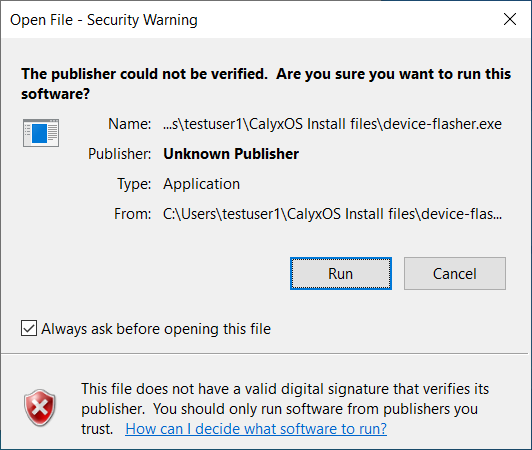 Open File - Security Warning
The publisher could not be verified.  Are you sure you want to run this
software?
Name: ...s\testuser1\CalyxOS Install files\device-flasher.exe
Publisher: Unknown Publisher
Type: Application
From: C:\Users\testuser1\CalyxOS Install files\device-flas...
Run Cancel
Always ask before opening this file
This file does not have a valid digital signature that verifies its
publisher.  You should only run software from publishers you
trust.  How can I decide what software to run?